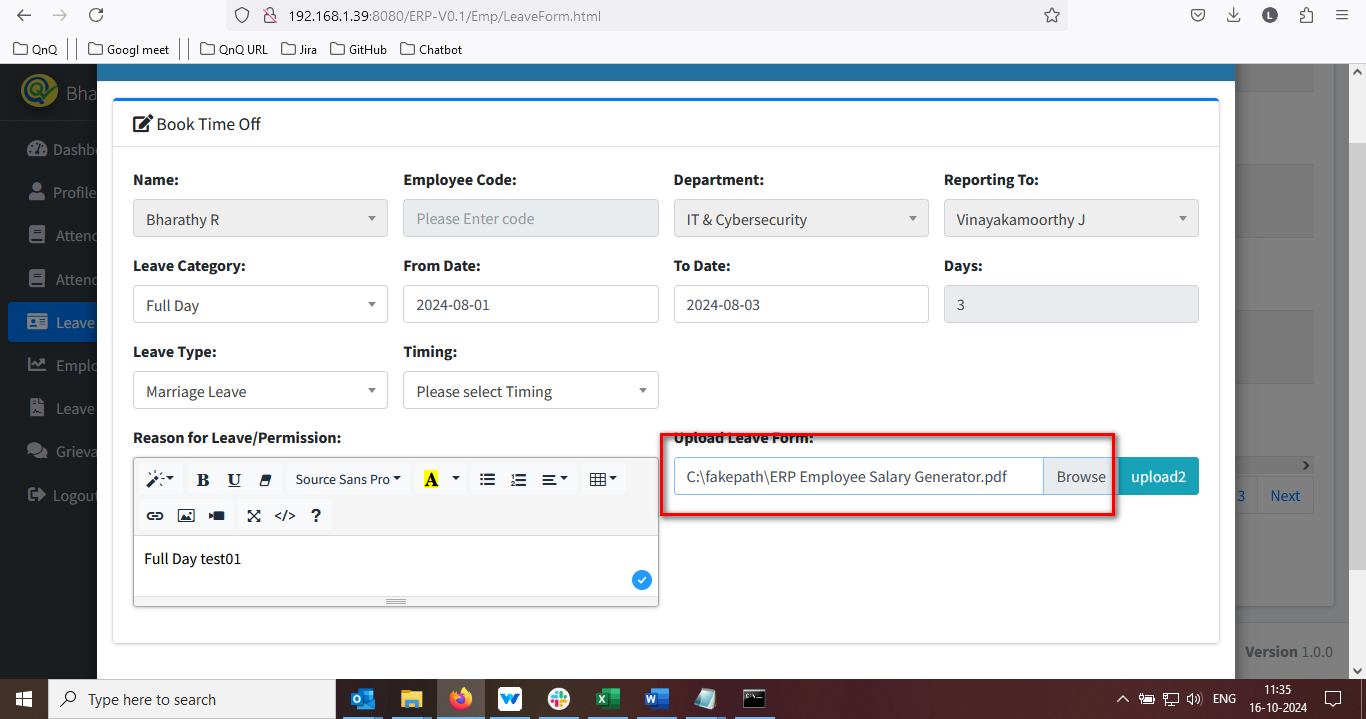 192.168.1.39:8080/ERP-V0.1/Emp/LeaveForm.html
L
QnQ Googl meet QnQ URL Jira GitHub Chatbot
Bha
Book Time Off
Dashb
Profile
Attend
Attend
Leave
Emplo
Leave
Grieva
Logout
Name: Employee Code: Department: Reporting To:
Bharathy R Please Enter code IT & Cybersecurity Vinayakamoorthy J
Leave Category: From Date: To Date: Days:
Full Day 2024-08-01 2024-08-03 3
Leave Type: Timing:
Marriage Leave Please select Timing
Reason for Leave/Permission: Upload Leave Form:
B U Source Sans Pro A
</> ?
C:\fakepath\ERP Employee Salary Generator.pdf Browse upload2
Full Day test01
3 Next
Version 1.0.0
Type here to search
ENG 11:35
16-10-2024